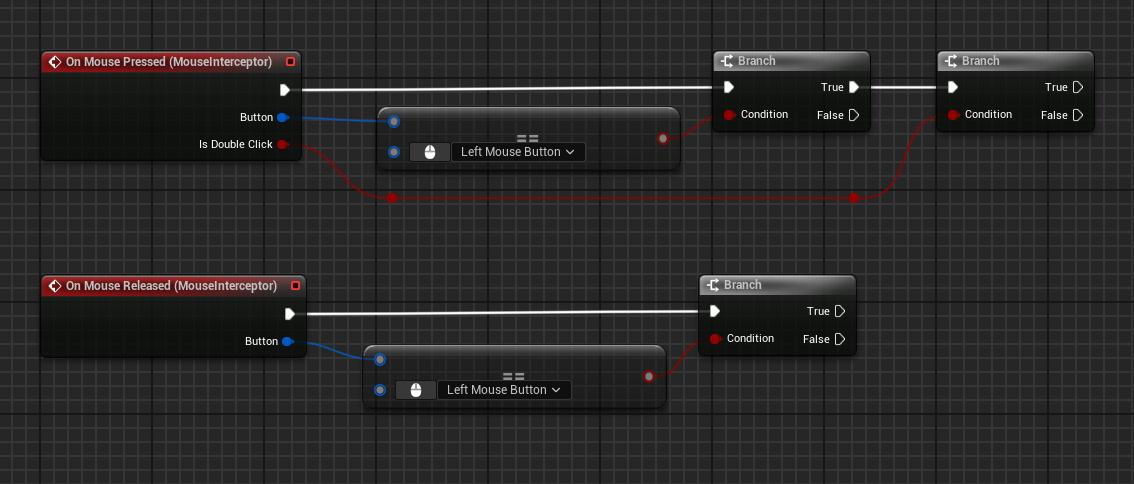 On Mouse Pressed (MouseInterceptor)
Button
Is Double Click
==
Left Mouse Button
Branch
True
Condition
False
Branch
True
Condition
False
On Mouse Released (MouseInterceptor)
Button
==
Left Mouse Button
Branch
True
Condition
False